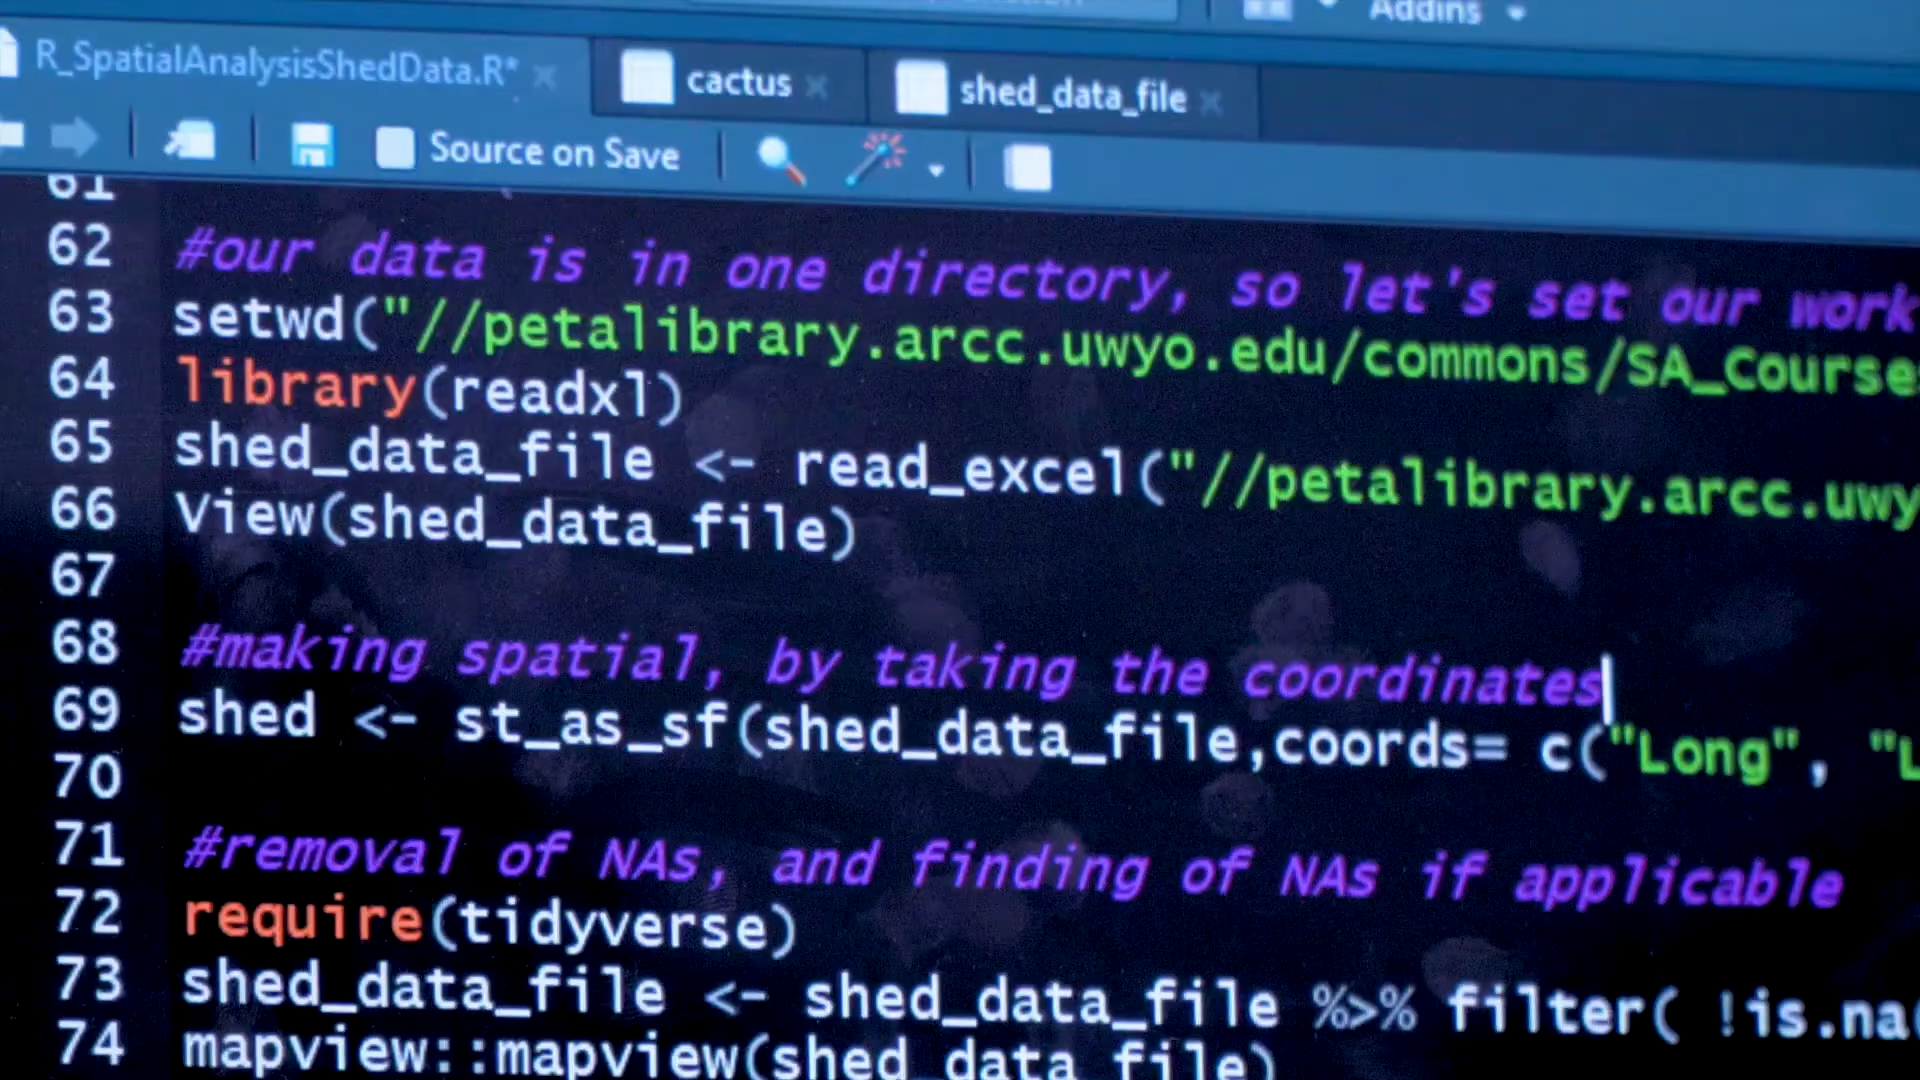 Addins
R_SpatialAnalysisShedData.R* cactus shed_data_file
Source on Save
61
62 #our data is in one directory, so let's set our work
63 setwd("//petalibrary.arcc.uwyo.edu/commons/SA_Course
64 library(readxl)
65 shed_data_file <- read_excel("//petalibrary.arcc.uwy
66 View(shed_data_file)
67
68 #making spatial, by taking the coordinates
69 shed <- st_as_sf(shed_data_file,coords= c("Long", "L
70
71 #removal of NAs, and finding of NAs if applicable
72 require(tidyverse)
73 shed_data_file <- shed_data_file %>% filter( !is.na(
74 mapview::mapview(shed_data_file)